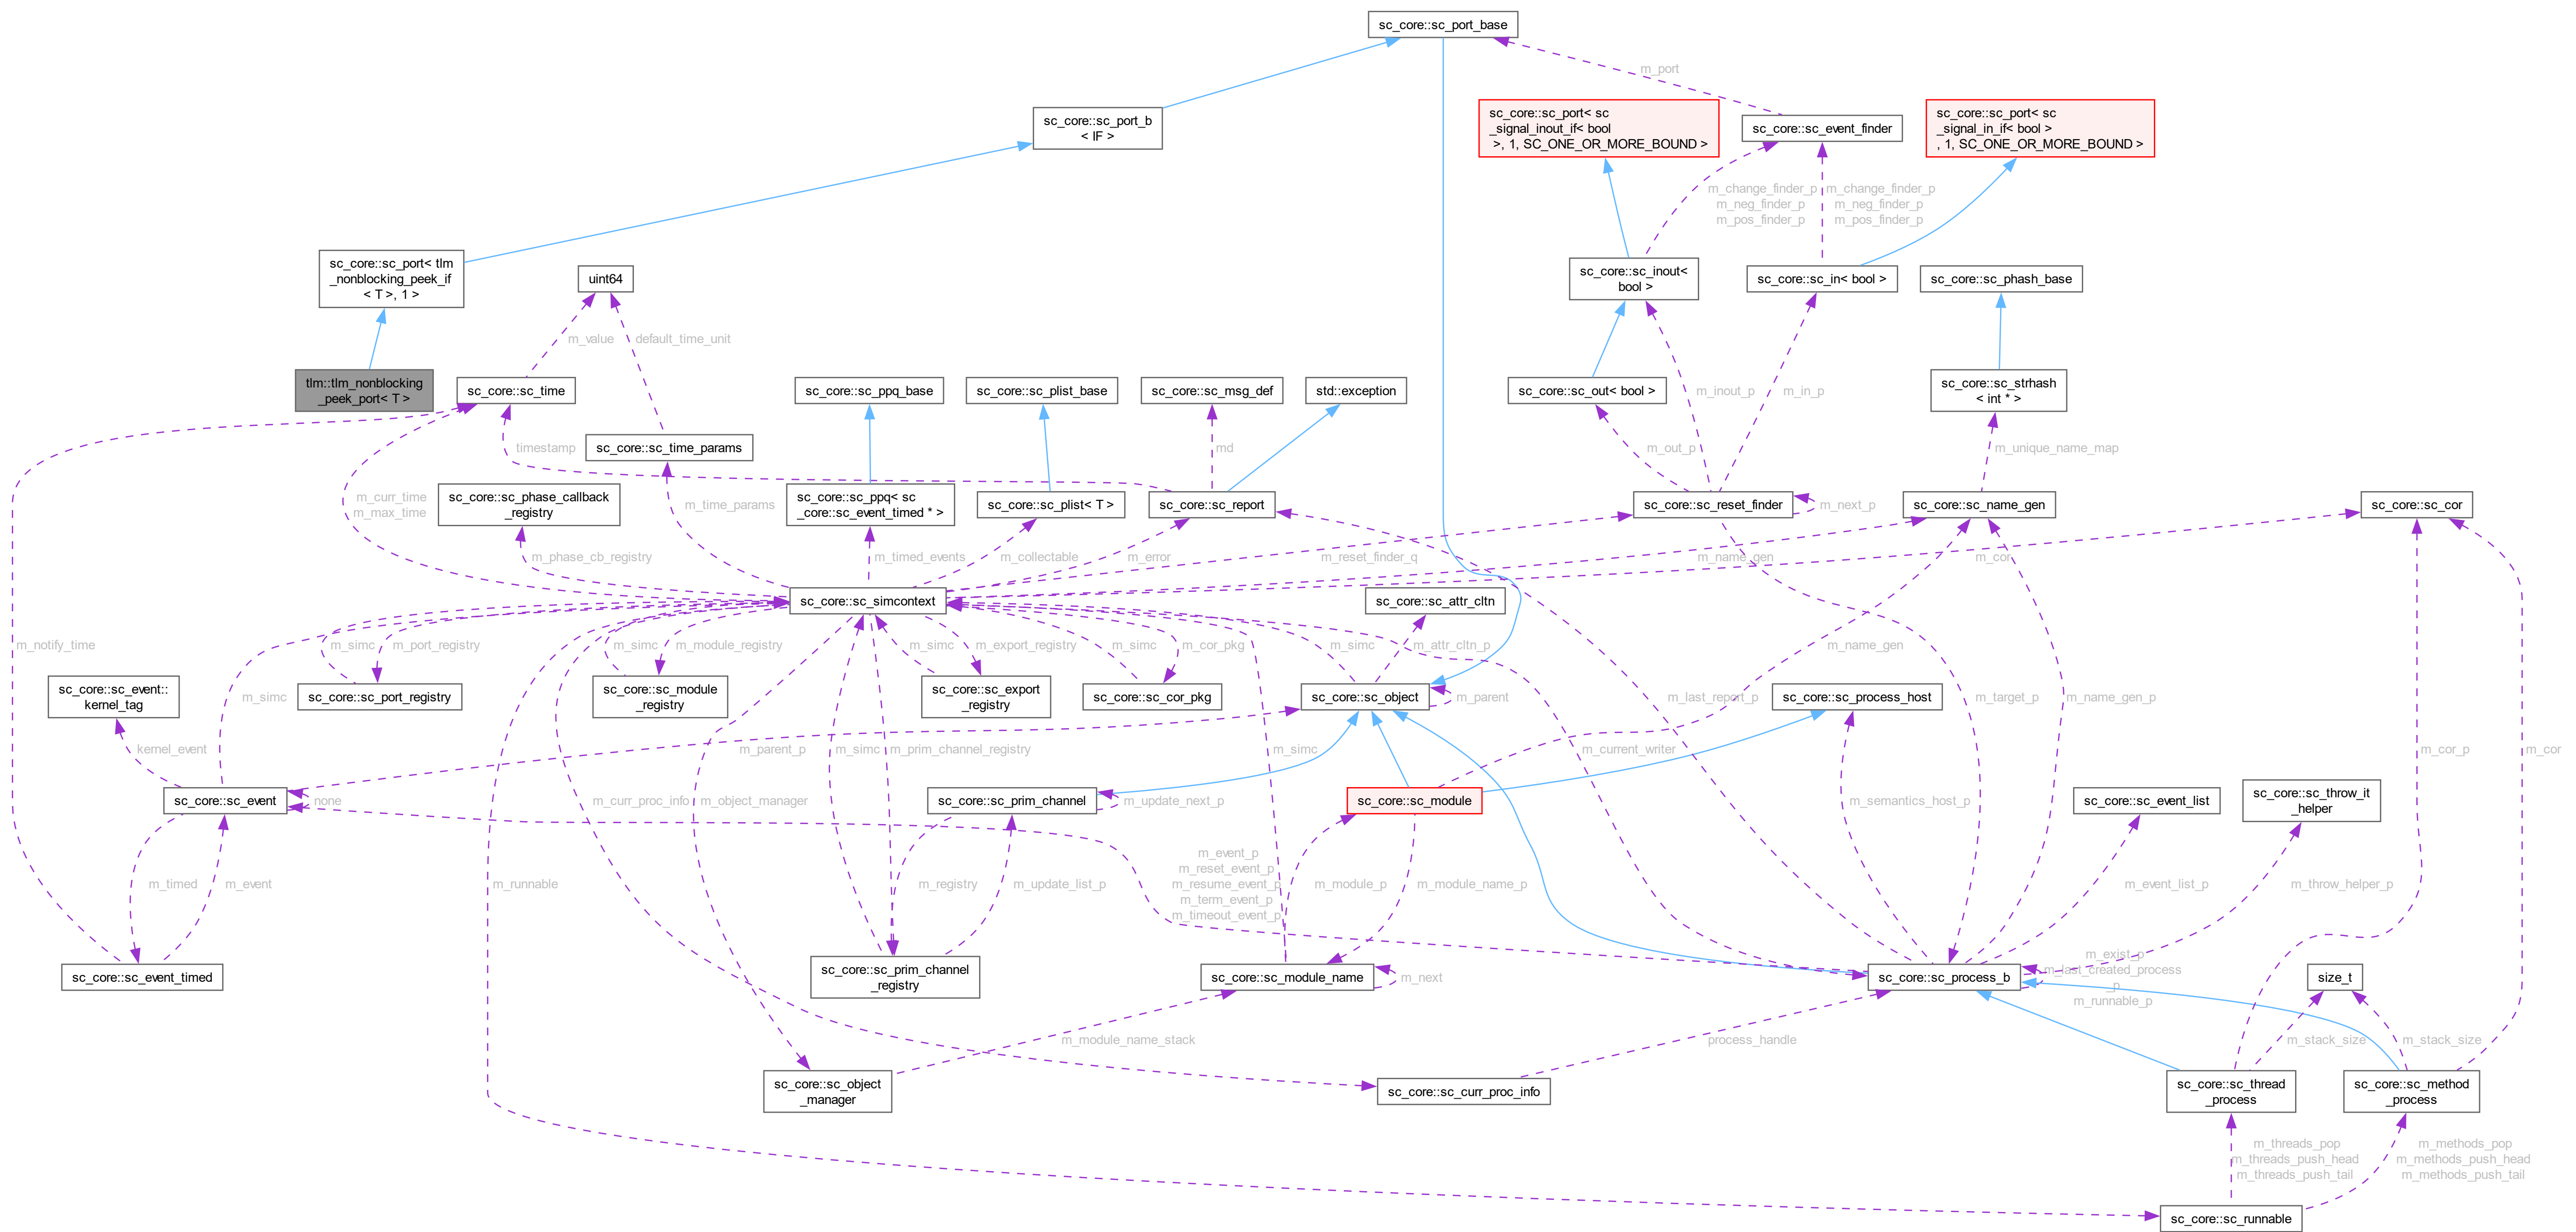 sc_core::sc_port_base
m_port
sc_core::sc_port_b
< IF >
sc_core::sc_port< sc
_signal_inout_if< bool
>, 1, SC_ONE_OR_MORE_BOUND >
sc_core::sc_event_finder
sc_core::sc_port< sc
_signal_in_if< bool >
, 1, SC_ONE_OR_MORE_BOUND >
m_change_finder_p
m_neg_finder_p
m_pos_finder_p
m_change_finder_p
m_neg_finder_p
m_pos_finder_p
sc_core::sc_port< tlm
_nonblocking_peek_if
< T >, 1 >
uint64
sc_core::sc_inout<
bool >
sc_core::sc_in< bool >
sc_core::sc_phash_base
m_value
default_time_unit
tlm::tlm_nonblocking
_peek_port< T >
sc_core::sc_time
sc_core::sc_ppq_base
sc_core::sc_plist_base
sc_core::sc_msg_def
std::exception
sc_core::sc_out< bool >
m_inout_p
m_in_p
sc_core::sc_strhash
< int * >
sc_core::sc_time_params
timestamp
md
m_out_p
m_unique_name_map
m_curr_time
m_max_time
sc_core::sc_phase_callback
_registry
m_time_params
sc_core::sc_ppq< sc
_core::sc_event_timed * >
sc_core::sc_plist< T >
sc_core::sc_report
sc_core::sc_reset_finder
m_next_p
sc_core::sc_name_gen
sc_core::sc_cor
m_phase_cb_registry
m_timed_events
m_collectable
m_error
m_reset_finder_q
m_name_gen
m_cor
sc_core::sc_simcontext
sc_core::sc_attr_cltn
m_notify_time
m_simc
m_port_registry
m_simc
m_module_registry
m_simc
m_export_registry
m_simc
m_cor_pkg
m_simc
m_attr_cltn_p
m_name_gen
sc_core::sc_event::
kernel_tag
m_simc
sc_core::sc_port_registry
sc_core::sc_module
_registry
sc_core::sc_export
_registry
sc_core::sc_cor_pkg
sc_core::sc_object
m_parent
m_last_report_p
sc_core::sc_process_host
m_target_p
m_name_gen_p
kernel_event
m_parent_p
m_simc
m_prim_channel_registry
m_simc
m_current_writer
m_cor_p
m_cor
sc_core::sc_event
none
m_curr_proc_info
m_object_manager
sc_core::sc_prim_channel
m_update_next_p
sc_core::sc_module
m_semantics_host_p
sc_core::sc_event_list
sc_core::sc_throw_it
_helper
m_timed
m_event
m_runnable
m_registry
m_update_list_p
m_event_p
m_reset_event_p
m_resume_event_p
m_term_event_p
m_timeout_event_p
m_module_p
m_module_name_p
m_event_list_p
m_throw_helper_p
sc_core::sc_event_timed
sc_core::sc_prim_channel
_registry
sc_core::sc_module_name
m_next
sc_core::sc_process_b
m_exist_p
m_last_created_process
_p
m_runnable_p
size_t
m_module_name_stack
process_handle
m_stack_size
m_stack_size
sc_core::sc_object
_manager
sc_core::sc_curr_proc_info
sc_core::sc_thread
_process
sc_core::sc_method
_process
m_threads_pop
m_threads_push_head
m_threads_push_tail
m_methods_pop
m_methods_push_head
m_methods_push_tail
sc_core::sc_runnable